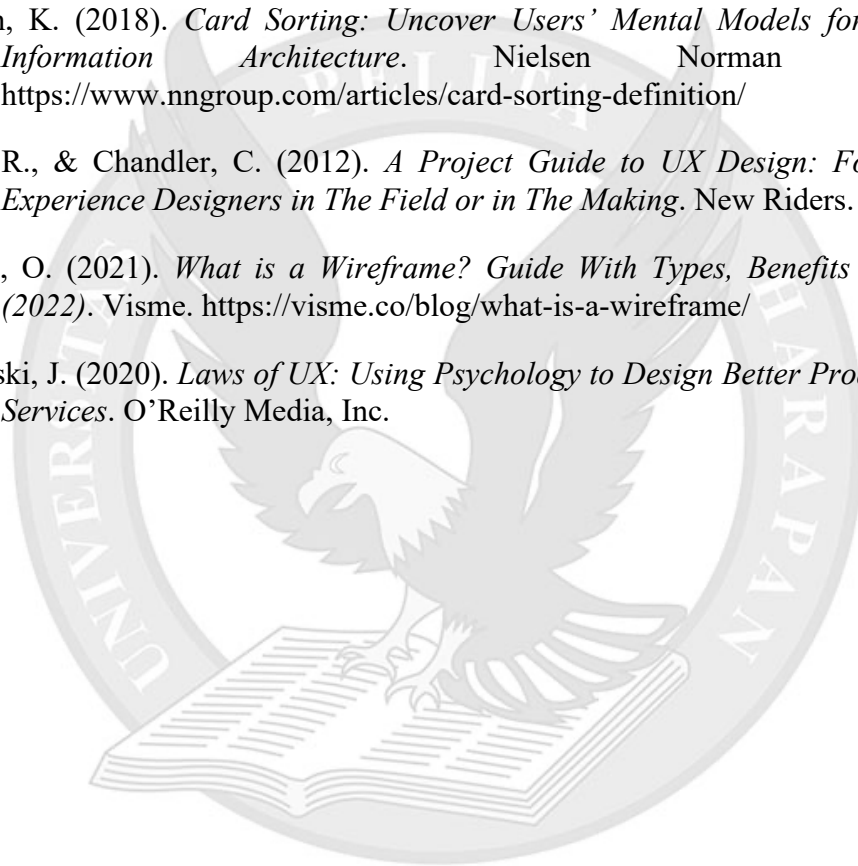 n, K. (2018). Card Sorting: Uncover Users’ Mental Models for
Information Architecture. Nielsen Norman
https://www.nngroup.com/articles/card-sorting-definition/
R., & Chandler, C. (2012). A Project Guide to UX Design: Fo
Experience Designers in The Field or in The Making. New Riders.
, O. (2021). What is a Wireframe? Guide With Types, Benefits
(2022). Visme. https://visme.co/blog/what-is-a-wireframe/
ski, J. (2020). Laws of UX: Using Psychology to Design Better Pro
Services. O’Reilly Media, Inc.
UNIVERSITAS PELITA HARAPAN